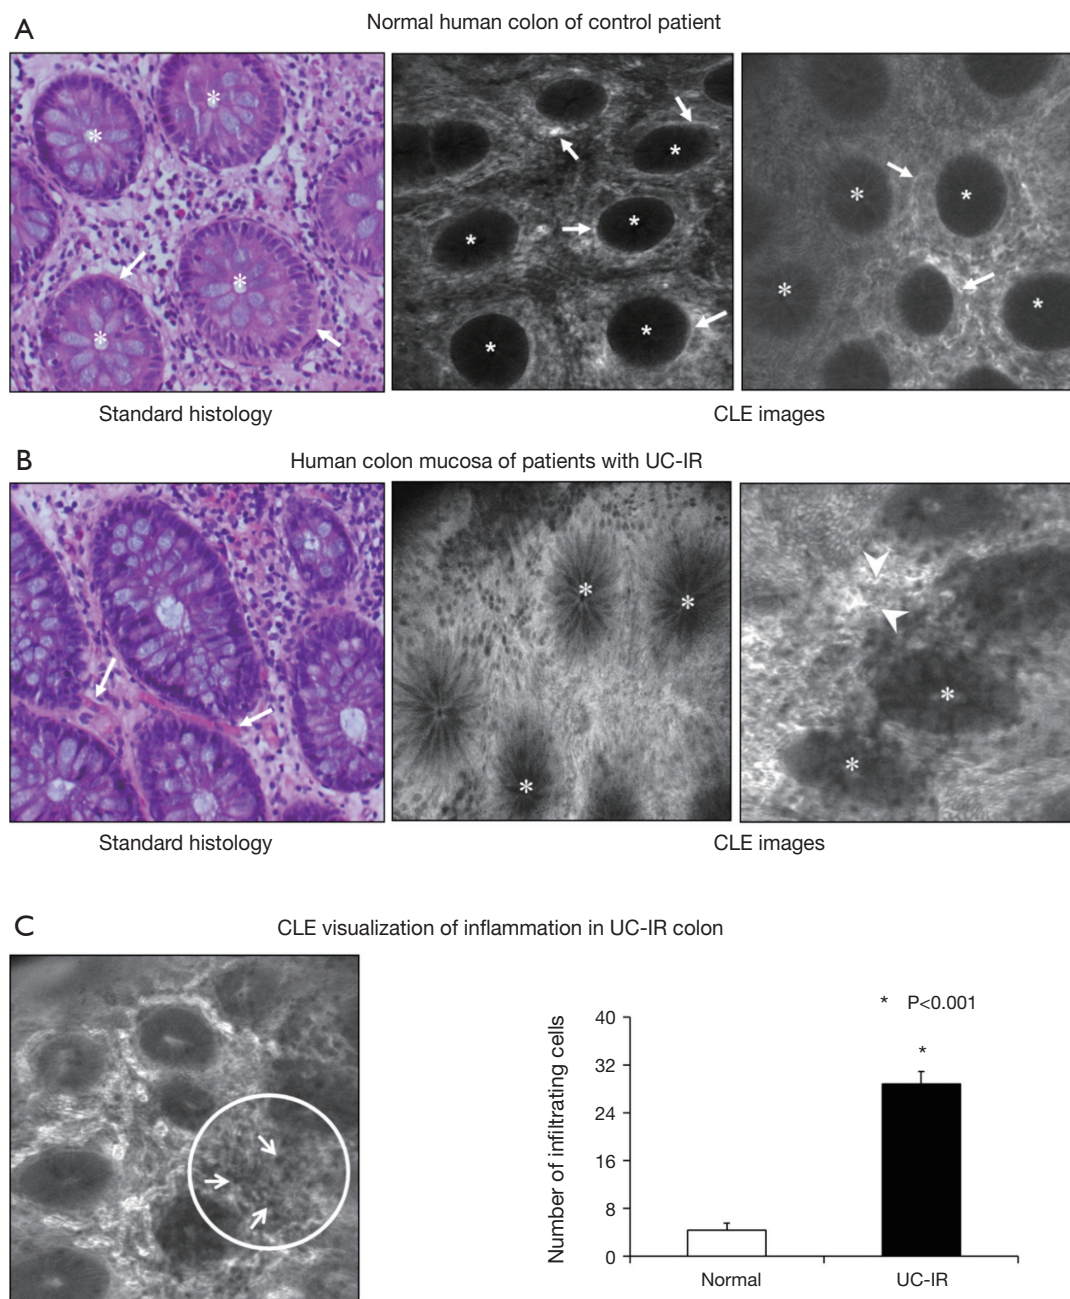 A
Normal human colon of control patient
* * * * * * * * * * * *
Standard histology
CLE images
B
Human colon mucosa of patients with UC-IR
* * * * *
Standard histology
CLE images
C
CLE visualization of inflammation in UC-IR colon
* P<0.001
*
Number of infiltrating cells
40
32
24
16
8
0
Normal
UC-IR